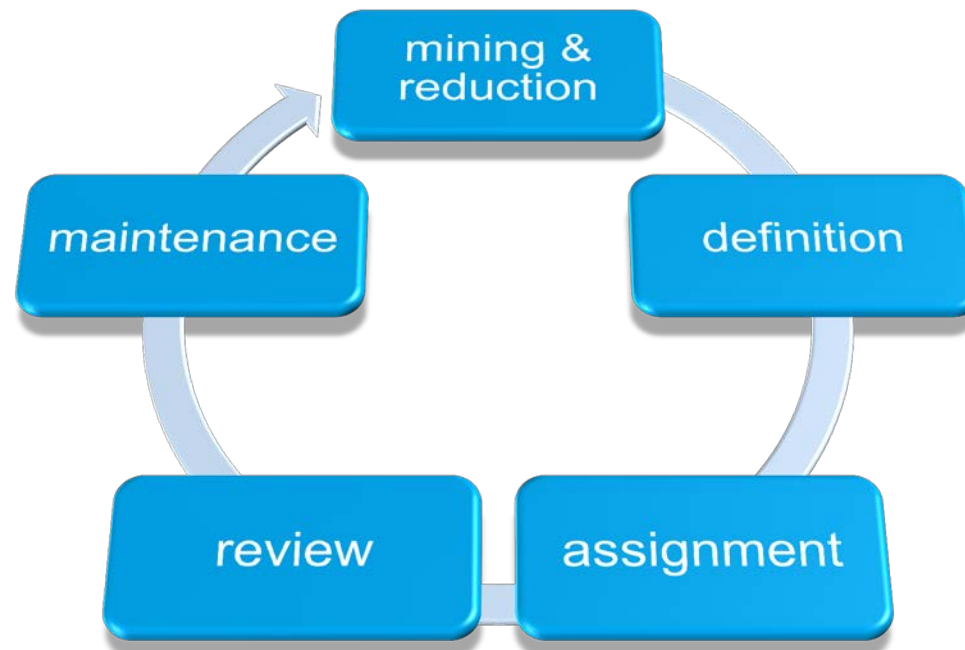 mining &
reduction
definition
assignment
review
maintenance